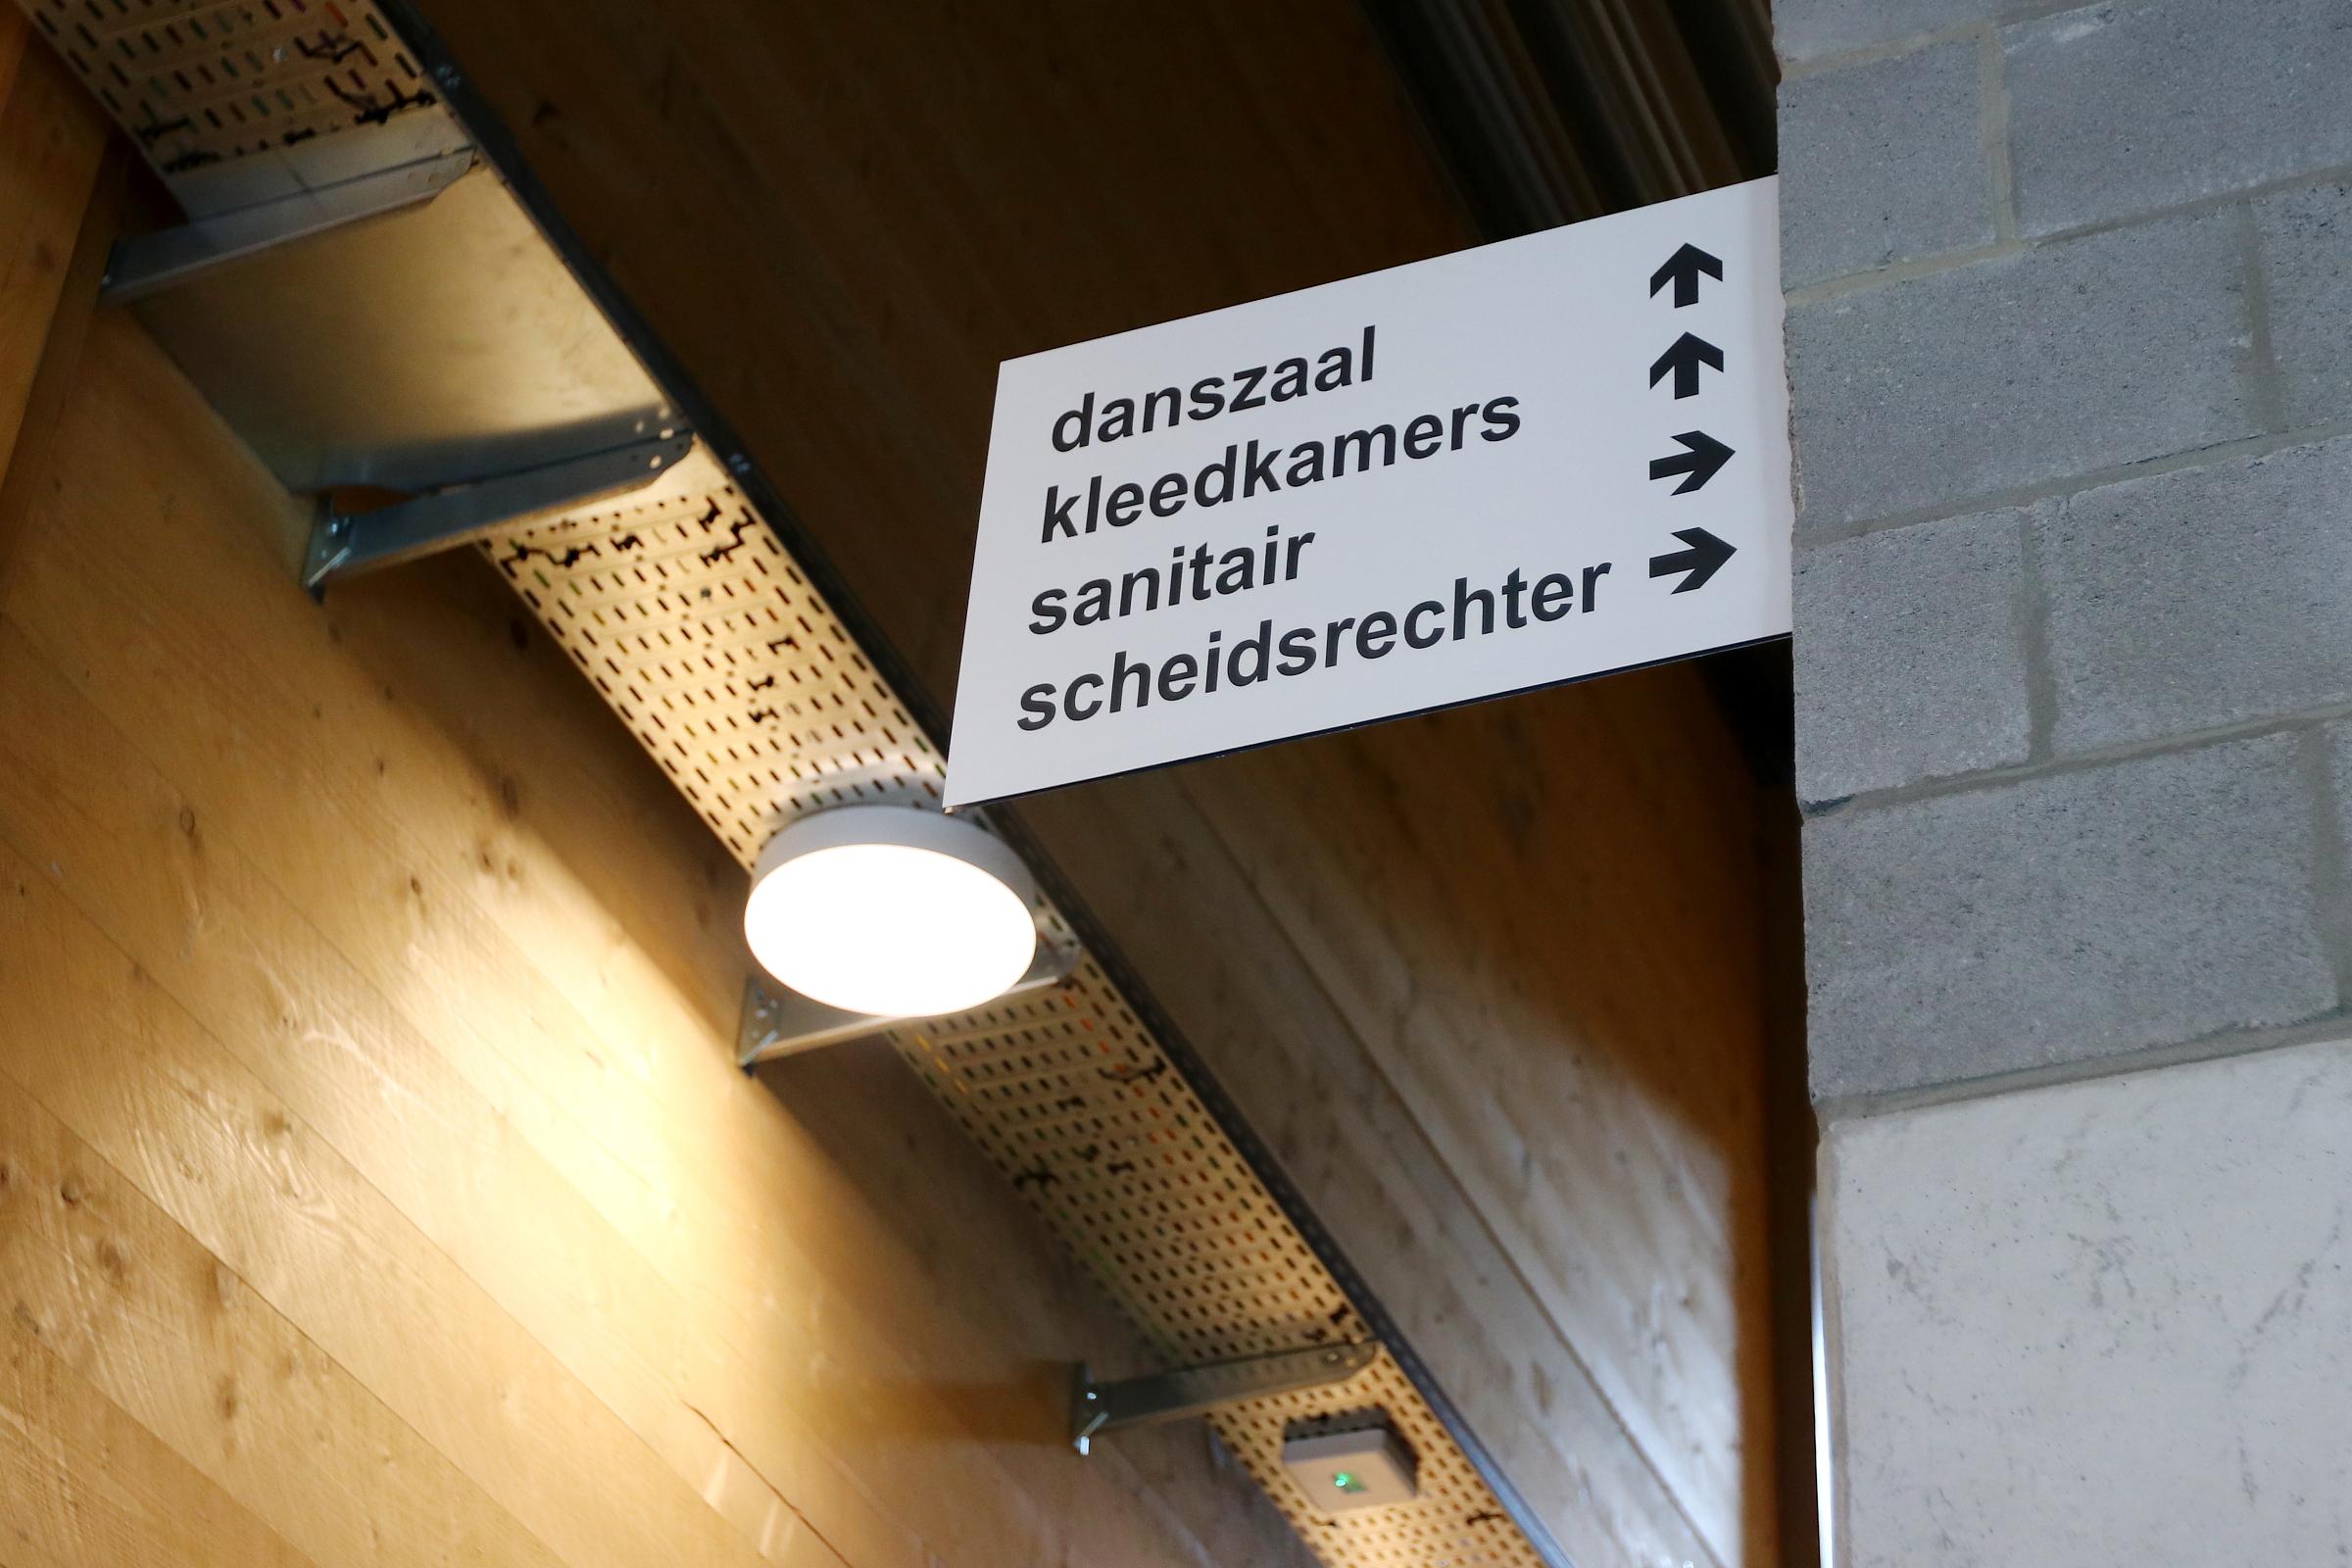 danszaal ↑
kleedkamers ↑
sanitair →
scheidsrechter →